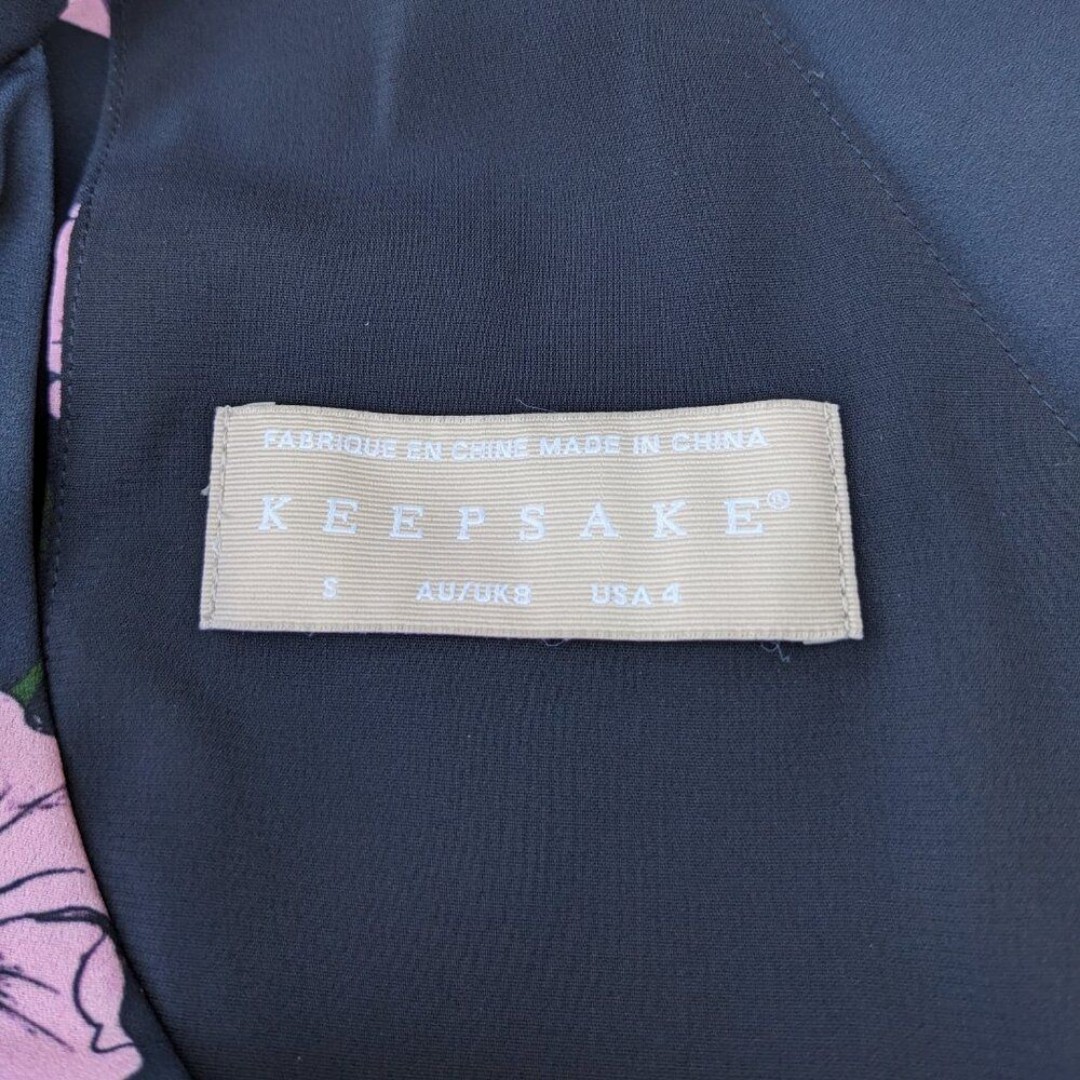 FABRIQUE EN CHINE MADE IN CHINA
KEEPSAKE®
S AU/UK8 USA 4